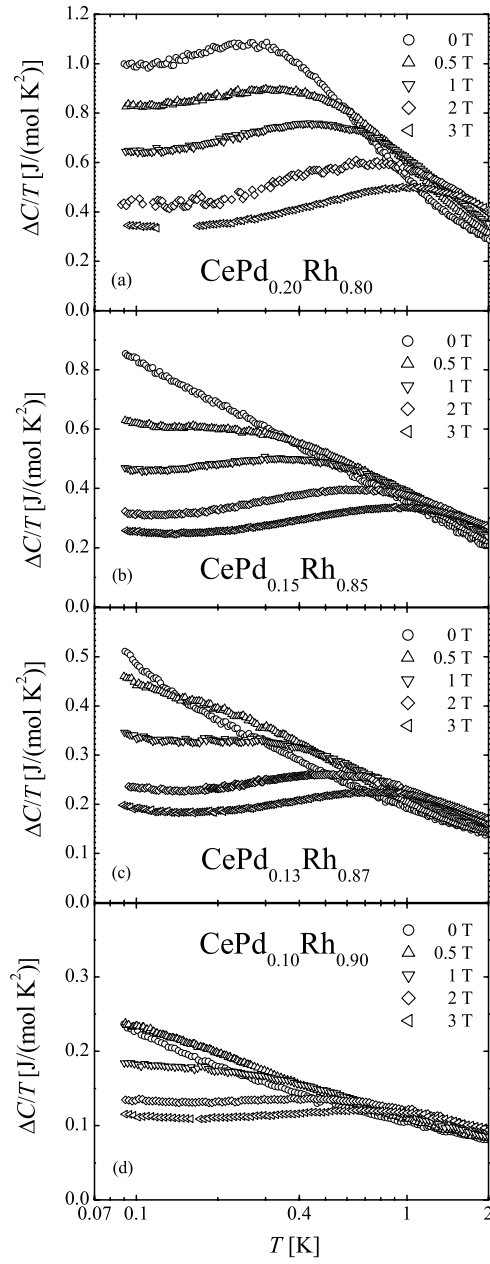 1.2
1.0
0.8
0.6
0.4
0.2
0.0
ΔC/T [J/(mol K²)]
0 T
0.5 T
1 T
2 T
3 T
(a)
CePd₀.₂₀Rh₀.₈₀
0.8
0.6
0.4
0.2
0.0
ΔC/T [J/(mol K²)]
0 T
0.5 T
1 T
2 T
3 T
(b)
CePd₀.₁₅Rh₀.₈₅
0.5
0.4
0.3
0.2
0.1
0.0
ΔC/T [J/(mol K²)]
0 T
0.5 T
1 T
2 T
3 T
(c)
CePd₀.₁₃Rh₀.₈₇
0.3
0.2
0.1
0.0
ΔC/T [J/(mol K²)]
CePd₀.₁₀Rh₀.₉₀
0 T
0.5 T
1 T
2 T
3 T
(d)
0.07 0.1 0.4 1 2
T [K]